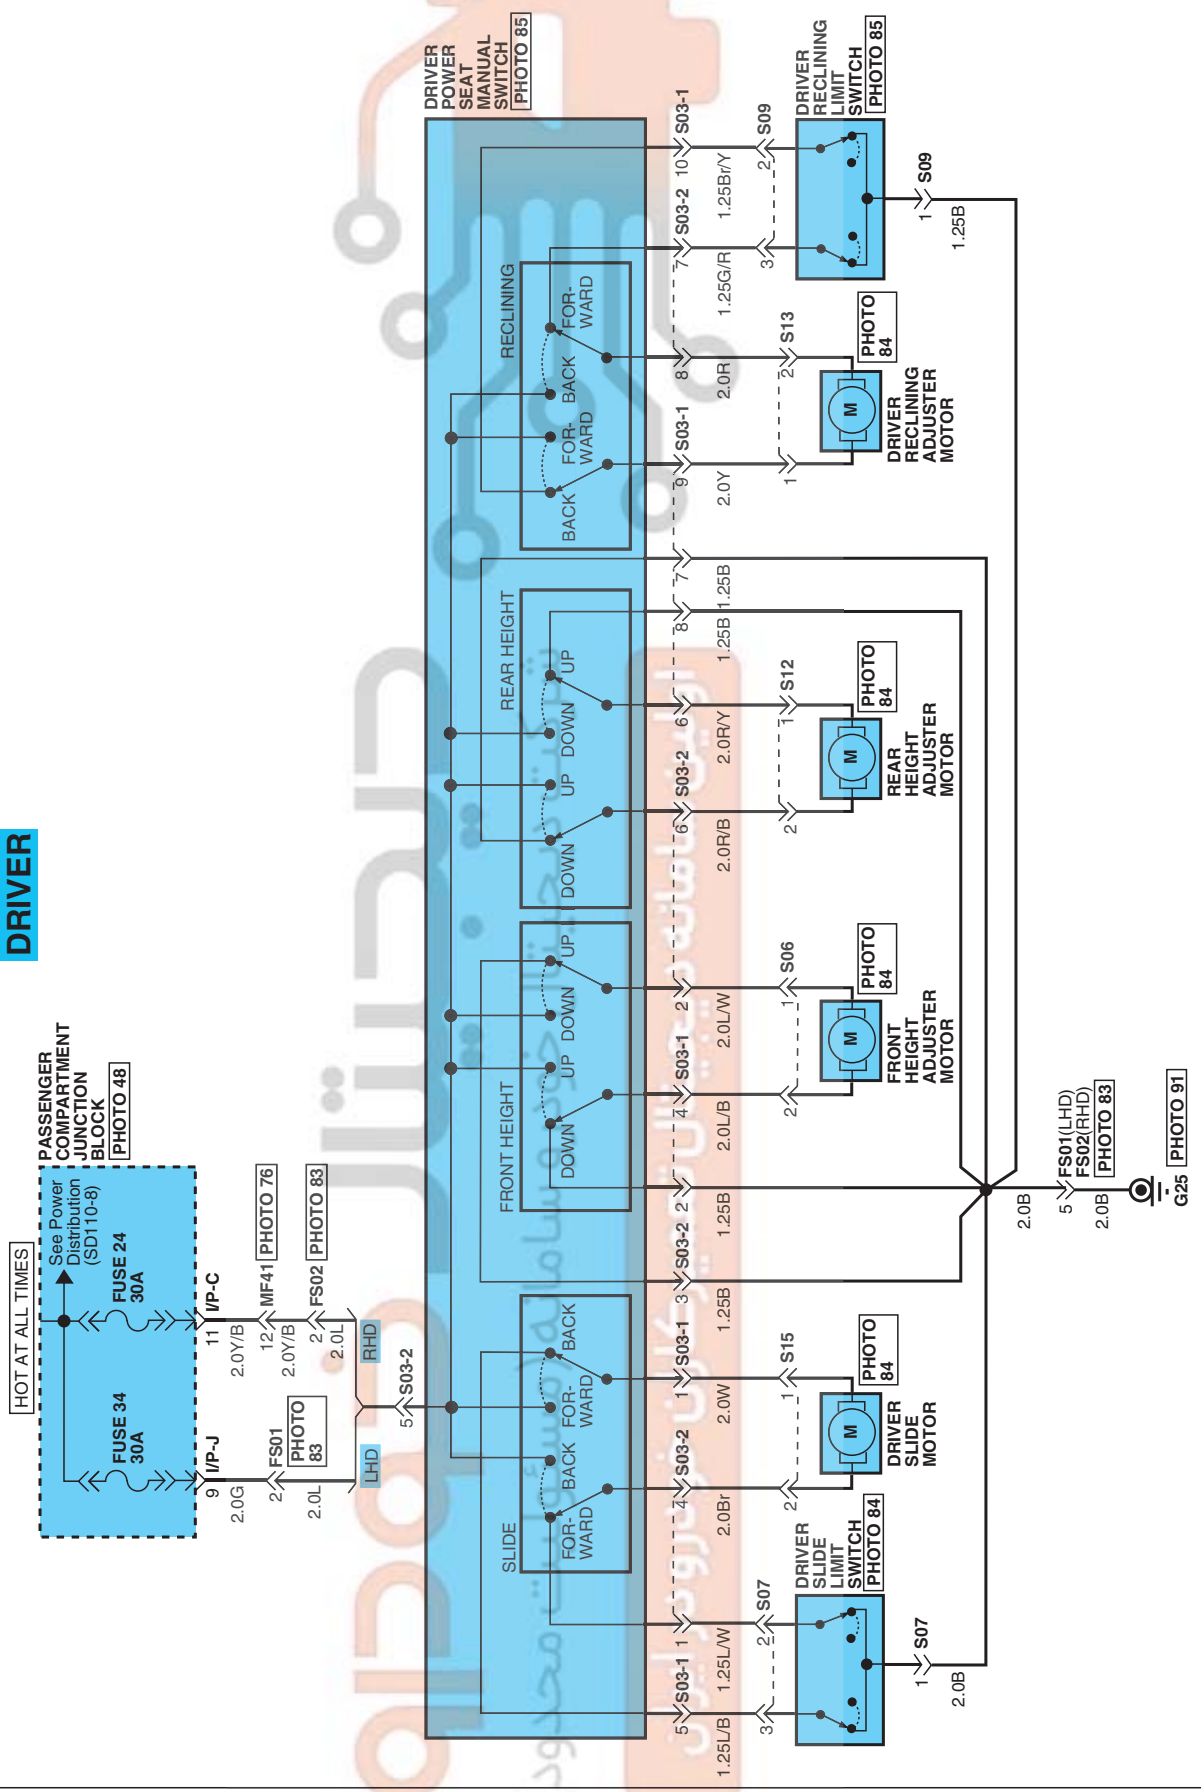 DRIVER
HOT AT ALL TIMES
PASSENGER
COMPARTMENT
JUNCTION
BLOCK
PHOTO 48
See Power
Distribution
(SD110-8)
FUSE 34
30A
FUSE 24
30A
9 I/P-J
11 I/P-C
2.0G
2.0Y/B
2 FS01
PHOTO
83
12 MF41 PHOTO 76
2.0Y/B
2 FS02 PHOTO 83
2.0L
2.0L
LHD
RHD
5 S03-2
DRIVER
POWER
SEAT
MANUAL
SWITCH
PHOTO 85
SLIDE
FOR-
WARD
BACK
FOR-
WARD
BACK
FRONT HEIGHT
DOWN
UP
DOWN
UP
REAR HEIGHT
DOWN
UP
DOWN
UP
RECLINING
BACK
FOR-
WARD
BACK
FOR-
WARD
5 S03-1
1
4 S03-2
1 S03-1
3 S03-2
2
4 S03-1
2
6 S03-2
6
8
7
9 S03-1
8
7 S03-2
10 S03-1
1.25L/B
1.25L/W
2.0Br
2.0W
1.25B
1.25B
2.0L/B
2.0L/W
2.0R/B
2.0R/Y
1.25B
1.25B
2.0Y
2.0R
1.25G/R
1.25Br/Y
3
2 S07
2
1 S15
2
1 S06
2
1 S12
1
2 S13
3
2 S09
DRIVER
SLIDE
LIMIT
SWITCH
PHOTO 84
M
DRIVER
SLIDE
MOTOR
PHOTO
84
M
FRONT
HEIGHT
ADJUSTER
MOTOR
PHOTO
84
M
REAR
HEIGHT
ADJUSTER
MOTOR
PHOTO
84
M
DRIVER
RECLINING
ADJUSTER
MOTOR
PHOTO
84
DRIVER
RECLINING
LIMIT
SWITCH
PHOTO 85
1 S07
2.0B
1 S09
1.25B
2.0B
5 FS01(LHD)
FS02(RHD)
PHOTO 83
2.0B
G25
PHOTO 91